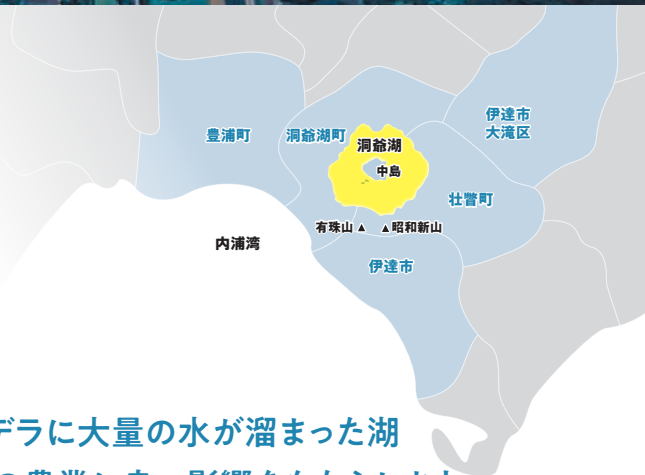 伊達市
大滝区
豊浦町
洞爺湖町
洞爺湖
中島
壮瞥町
有珠山▲
▲昭和新山
内浦湾
伊達市
デラに大量の水が溜まった湖